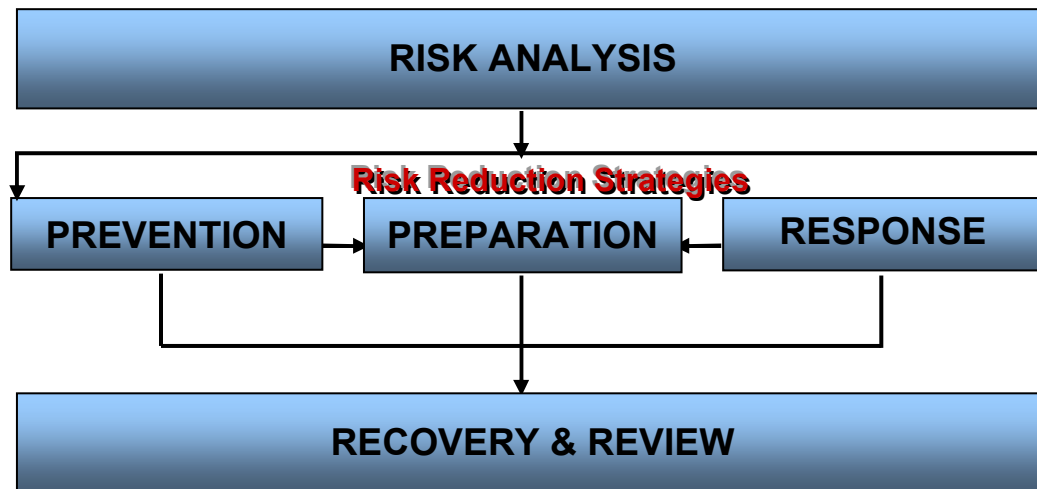 RISK ANALYSIS
Risk Reduction Strategies
PREVENTION
PREPARATION
RESPONSE
RECOVERY & REVIEW